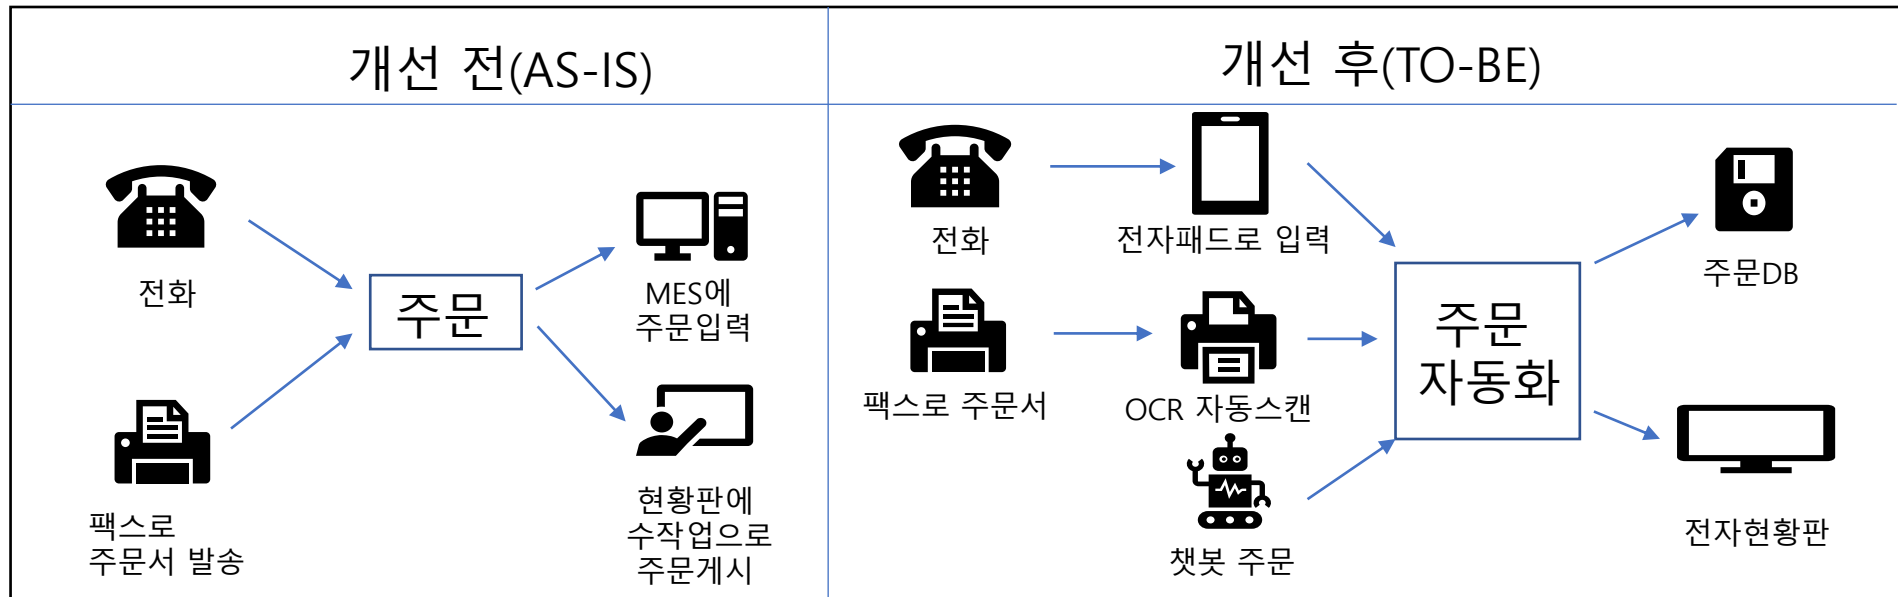 개선 전(AS-IS)
개선 후(TO-BE)
전화
팩스로
주문서 발송
주문
MES에
주문입력
현황판에
수작업으로
주문게시
전화
전자패드로 입력
팩스로 주문서
OCR 자동스캔
챗봇 주문
주문
자동화
주문DB
전자현황판